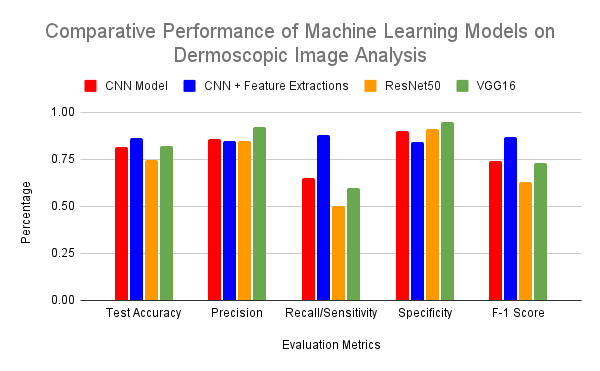 Comparative Performance of Machine Learning Models on
Dermoscopic Image Analysis
CNN Model CNN + Feature Extractions ResNet50 VGG16
1.00
0.75
0.50
0.25
0.00
Percentage
Test Accuracy Precision Recall/Sensitivity Specificity F-1 Score
Evaluation Metrics